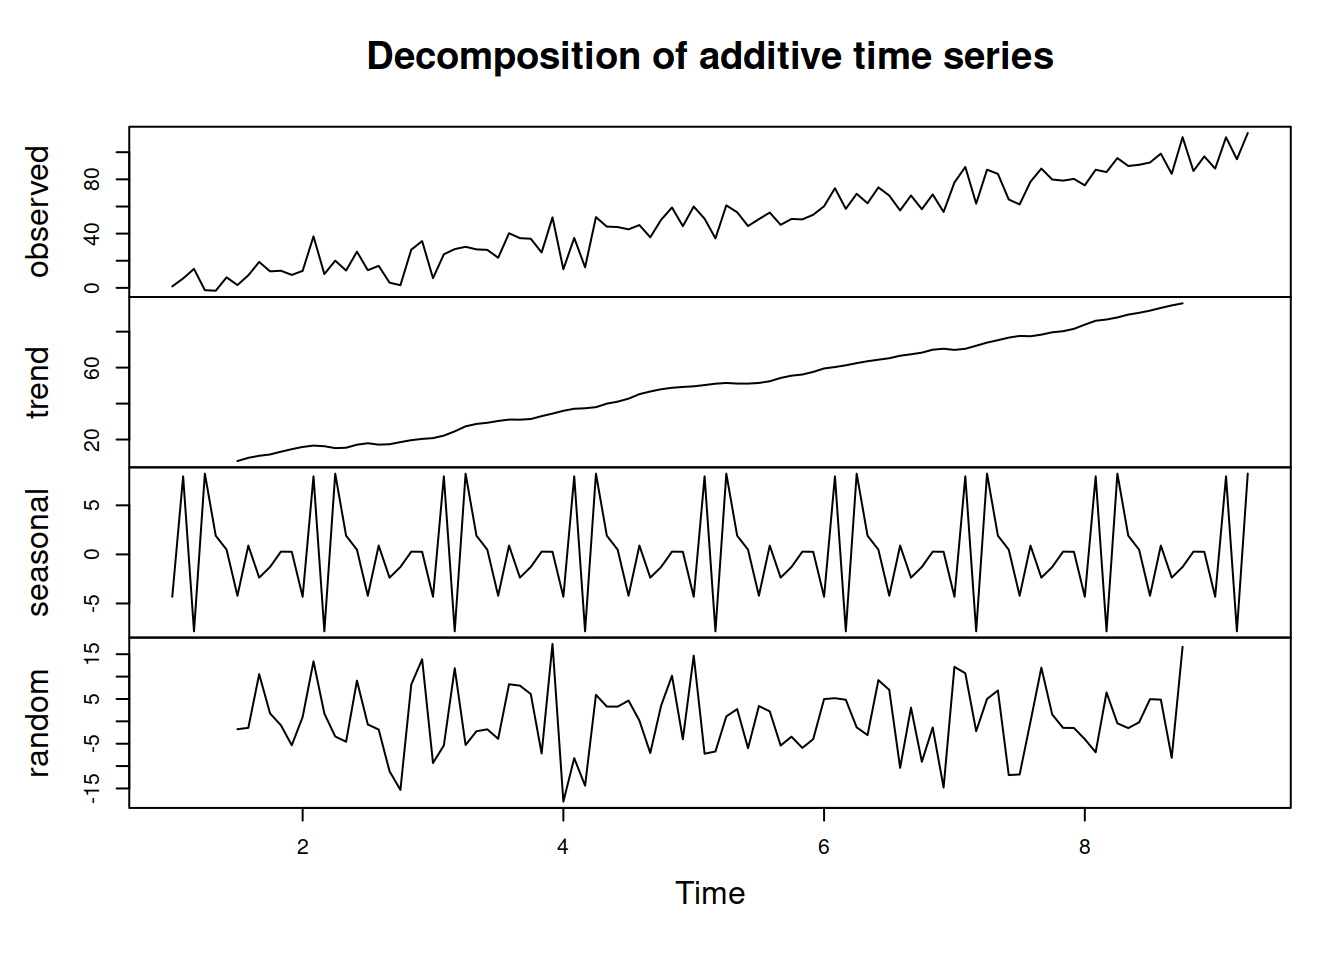 Decomposition of additive time series
observed
0 40 80
trend
20 60
seasonal
-5 0 5
random
-15 -5 5 15
2 4 6 8
Time